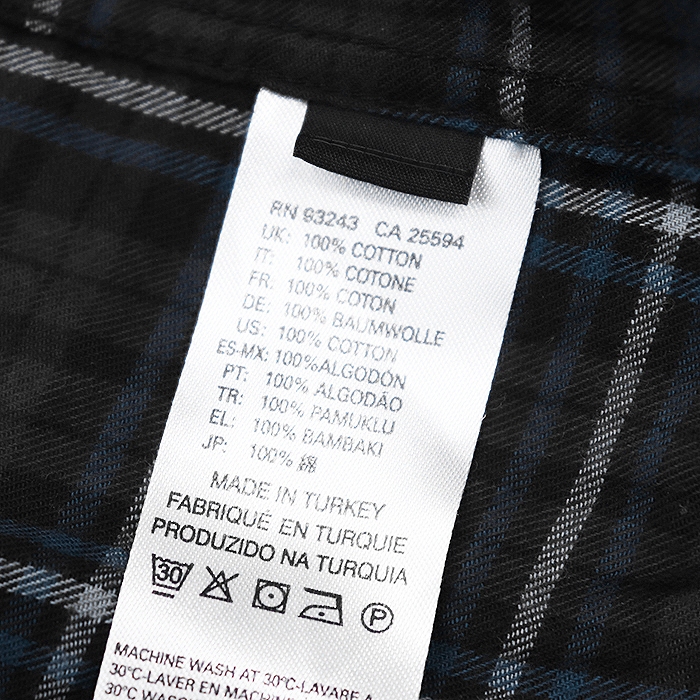 RN 93243 CA 25594
UK: 100% COTTON
IT: 100% COTONE
FR: 100% COTON
DE: 100% BAUMWOLLE
US: 100% COTTON
ES-MX: 100%ALGODÓN
PT: 100% ALGODÃO
TR: 100% PAMUKLU
EL: 100% BAMBAKI
JP: 100% 綿
MADE IN TURKEY
FABRIQUÉ EN TURQUIE
PRODUZIDO NA TURQUIA
30 P
MACHINE WASH AT 30°C-LAVARE A
30°C-LAVER EN MACHINE A
30°C